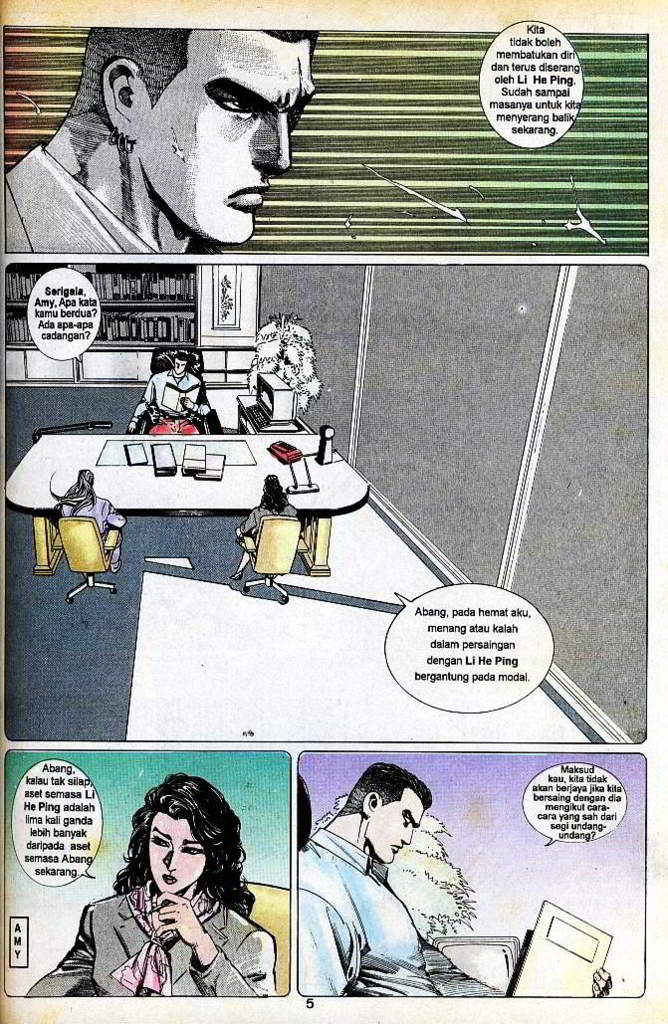 Kita
tidak boleh
membatukan diri
dan terus diserang
oleh Li He Ping.
Sudah sampai
masanya untuk kita
menyerang balik
sekarang.
Serigala,
Amy, Apa kata
kamu berdua?
Ada apa-apa
cadangan?
Abang, pada hemat aku,
menang atau kalah
dalam persaingan
dengan Li He Ping
bergantung pada modal.
Abang,
kalau tak silap,
aset semasa Li
He Ping adalah
lima kali ganda
lebih banyak
daripada aset
semasa Abang
sekarang.
AMY
Maksud
kau, kita tidak
akan berjaya jika kita
bersaing dengan dia
mengikut cara-
cara yang sah dari
segi undang-
undang?
5